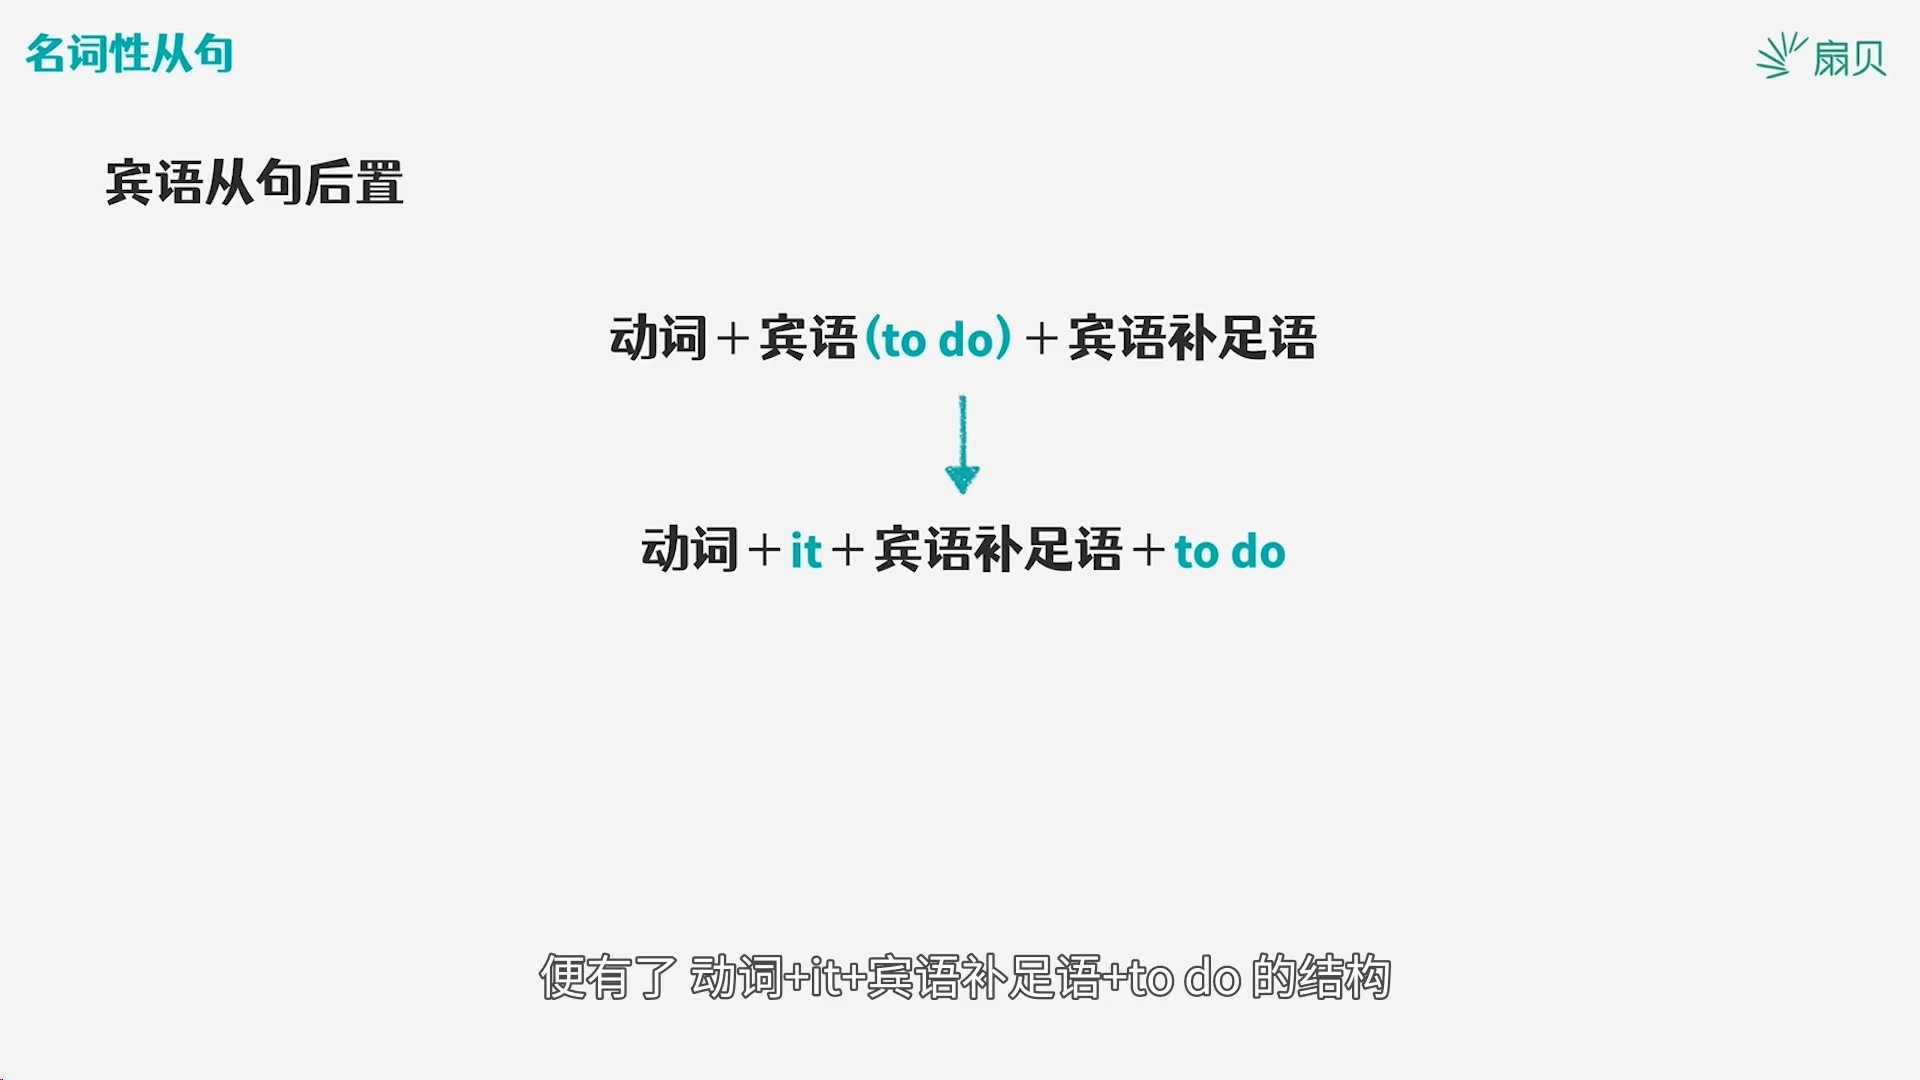 名词性从句
扇贝
宾语从句后置
动词+宾语(to do)+宾语补足语
动词+it+宾语补足语+to do
便有了 动词+it+宾语补足语+to do 的结构